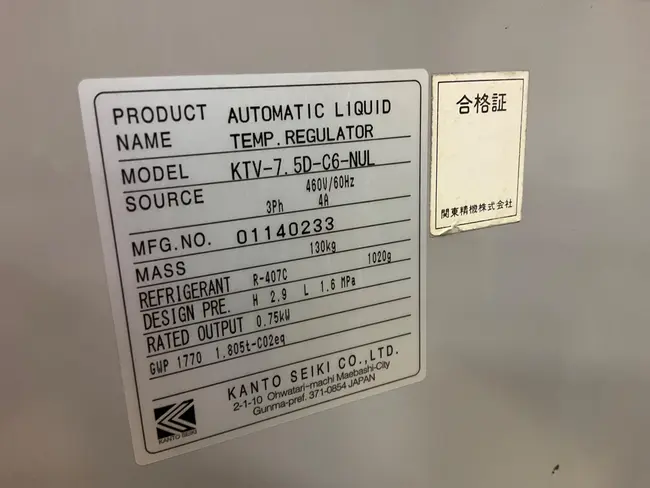 PRODUCT NAME AUTOMATIC LIQUID TEMP. REGULATOR
MODEL KTV-7.5D-C6-NUL
SOURCE 3Ph 460V/60Hz 4A
MFG.NO. 01140233
MASS 130kg
REFRIGERANT R-407C 1020g
DESIGN PRE. H 2.9 L 1.6 MPa
RATED OUTPUT 0.75kW
GWP 1770 1.805t-CO2eq
KANTO SEIKI CO.,LTD.
2-1-10 Ohwatari-machi Maebashi-City
Gunma-pref. 371-0854 JAPAN
KANTO SEIKI
合格証
関東精機株式会社